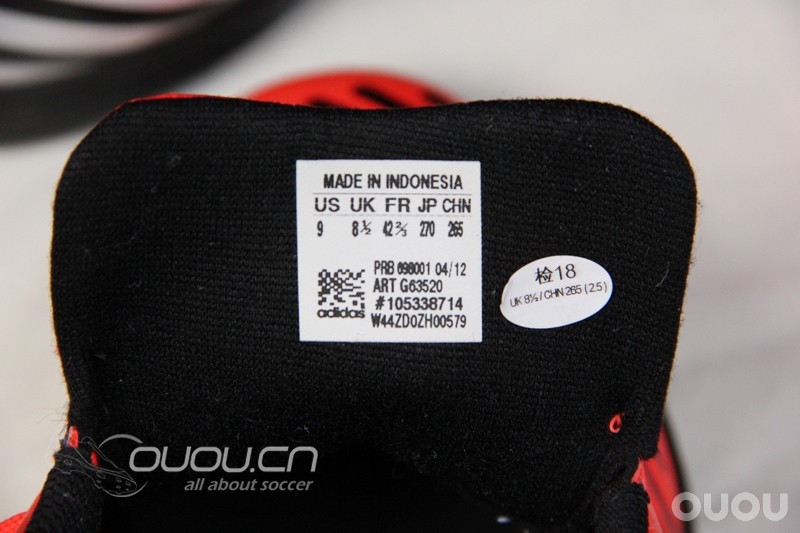 MADE IN INDONESIA
US UK FR JP CHN
9 8½ 42⅔ 270 265
PRB 698001 04/12
ART G63520
#105338714
adidas W44ZD0ZH00579
检18
UK 8½/CHN 265 (2.5)
OUOU.CN
all about soccer
OUOU